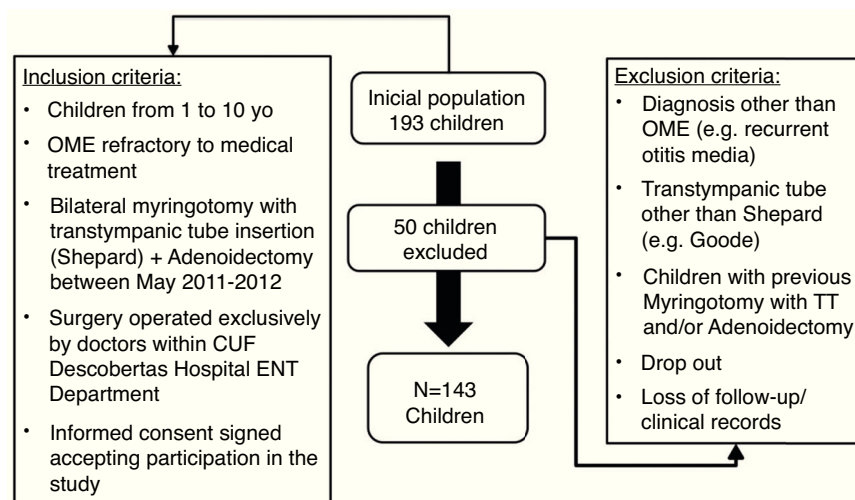 Inclusion criteria:
• Children from 1 to 10 yo
• OME refractory to medical
treatment
• Bilateral myringotomy with
transtympanic tube insertion
(Shepard) + Adenoidectomy
between May 2011-2012
• Surgery operated exclusively
by doctors within CUF
Descobertas Hospital ENT
Department
• Informed consent signed
accepting participation in the
study
Inicial population
193 children
50 children
excluded
N=143
Children
Exclusion criteria:
• Diagnosis other than
OME (e.g. recurrent
otitis media)
• Transtympanic tube
other than Shepard
(e.g. Goode)
• Children with previous
Myringotomy with TT
and/or Adenoidectomy
• Drop out
• Loss of follow-up/
clinical records